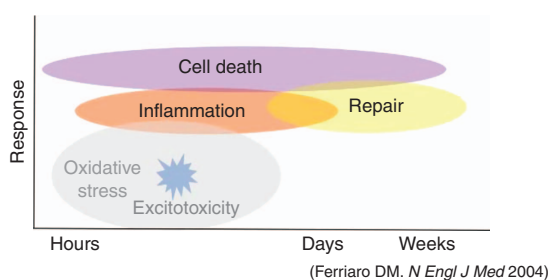 Response
Cell death
Inflammation
Repair
Oxidative
stress
Excitotoxicity
Hours
Days
Weeks
(Ferriaro DM. N Engl J Med 2004)